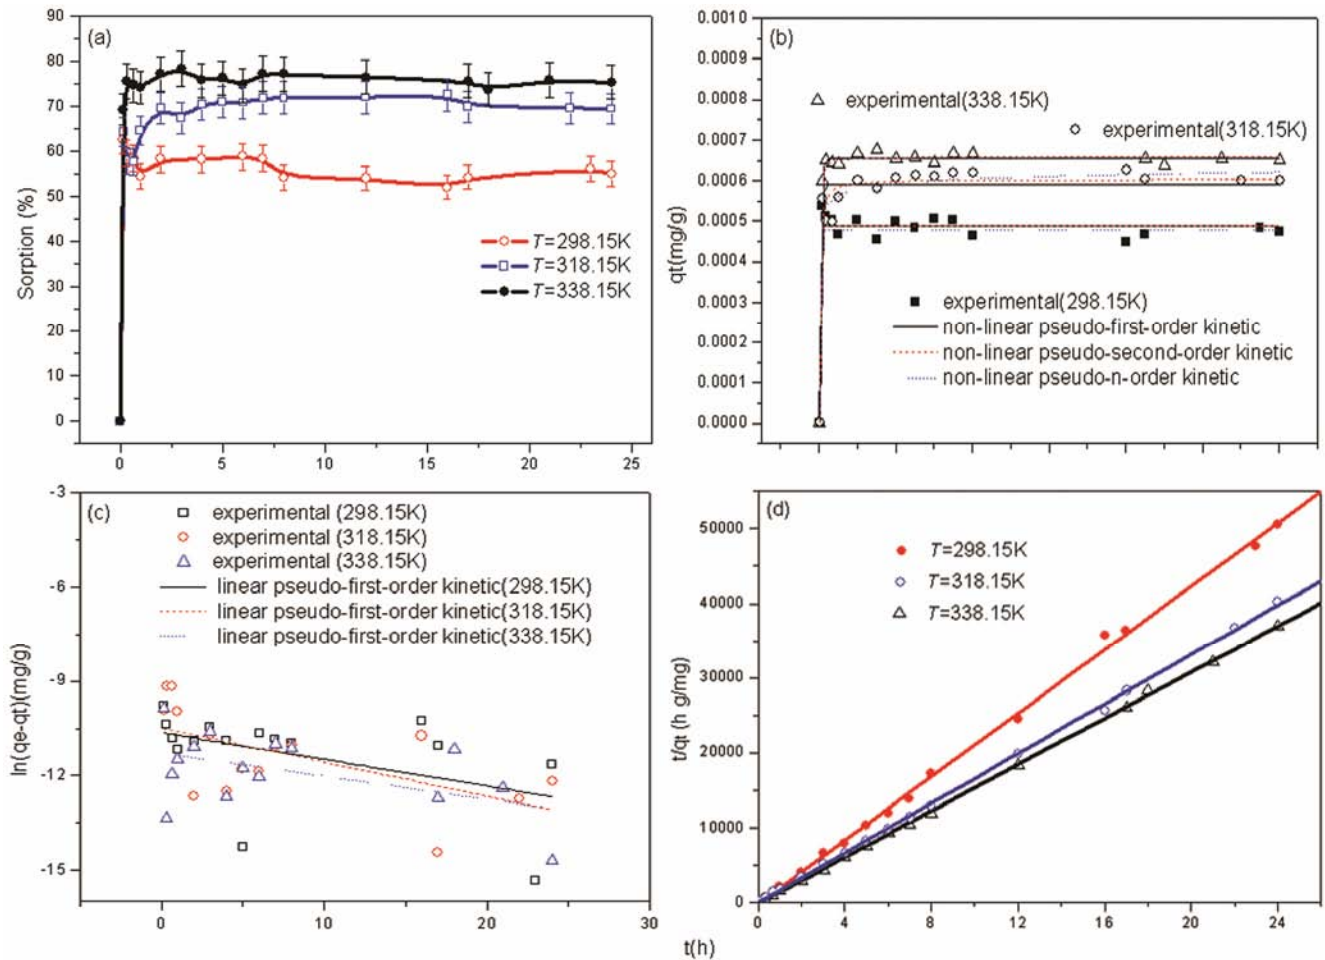 (a)
90
80
70
60
50
40
30
20
10
0
Sorption (%)
T=298.15K
T=318.15K
T=338.15K
0
5
10
15
20
25
(b)
0.0010
0.0009
0.0008
0.0007
0.0006
0.0005
0.0004
0.0003
0.0002
0.0001
0.0000
qt(mg/g)
experimental(338.15K)
experimental(318.15K)
experimental(298.15K)
non-linear pseudo-first-order kinetic
non-linear pseudo-second-order kinetic
non-linear pseudo-n-order kinetic
(c)
-3
-6
-9
-12
-15
ln(qe-qt)(mg/g)
experimental (298.15K)
experimental (318.15K)
experimental (338.15K)
linear pseudo-first-order kinetic(298.15K)
linear pseudo-first-order kinetic(318.15K)
linear pseudo-first-order kinetic(338.15K)
0
10
20
30
(d)
50000
40000
30000
20000
10000
0
t/qt (h g/mg)
T=298.15K
T=318.15K
T=338.15K
0
4
8
12
16
20
24
t(h)